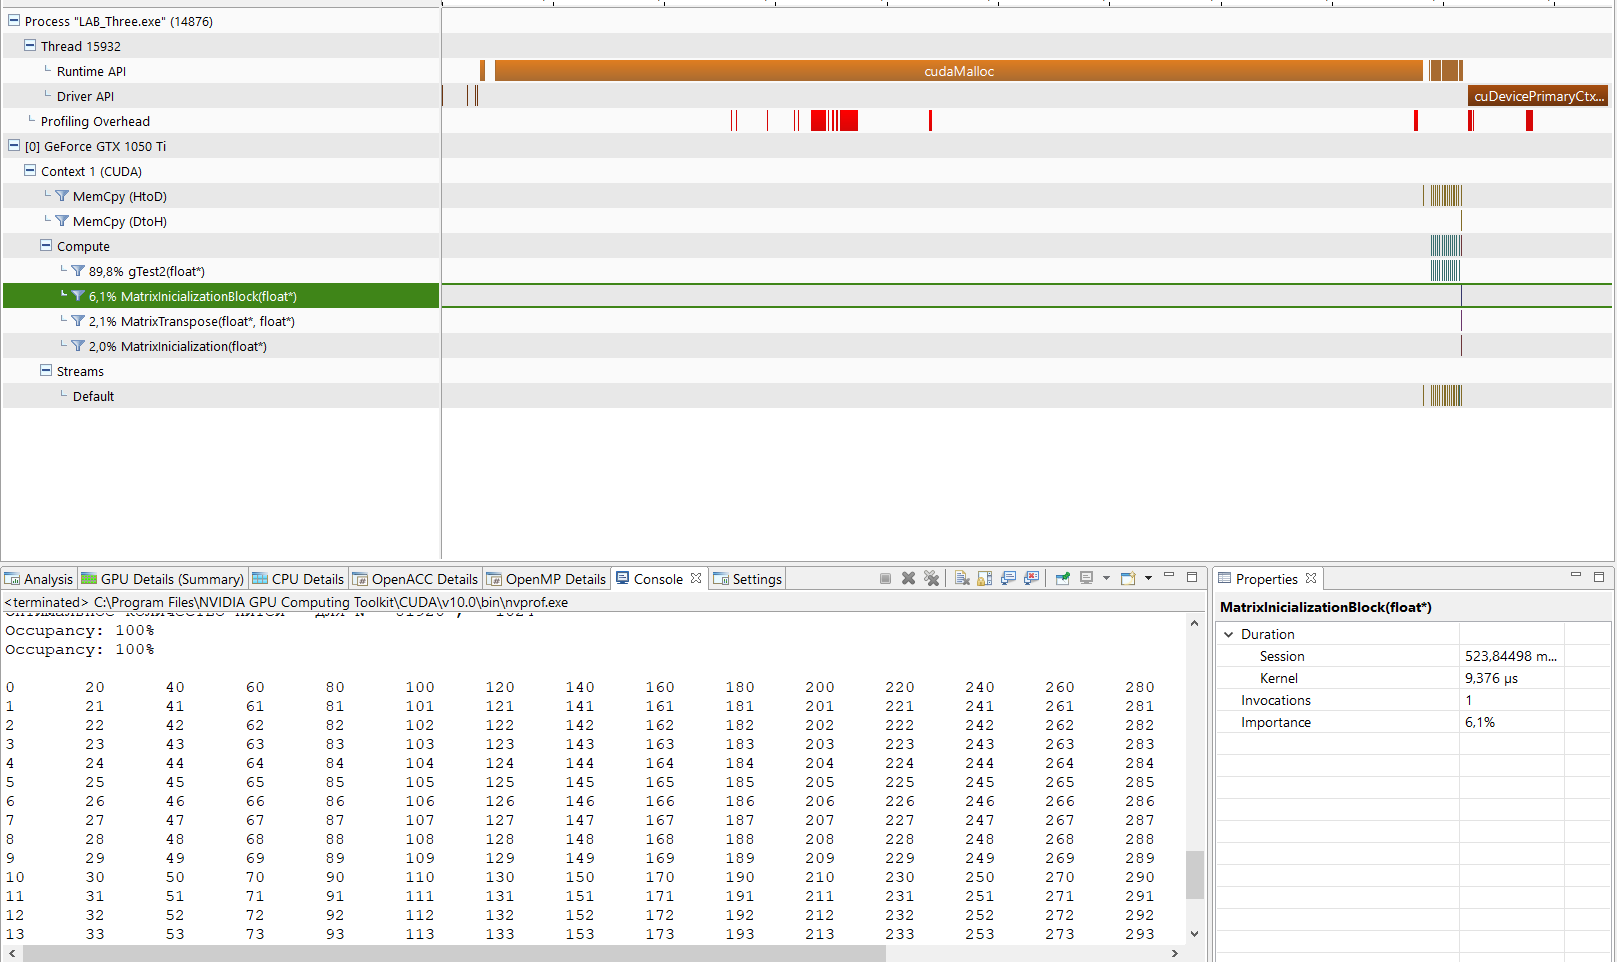 Process "LAB_Three.exe" (14876)
Thread 15932
Runtime API
cudaMalloc
Driver API
cuDevicePrimaryCtx...
Profiling Overhead
[0] GeForce GTX 1050 Ti
Context 1 (CUDA)
MemCpy (HtoD)
MemCpy (DtoH)
Compute
89,8% gTest2(float*)
6,1% MatrixInicializationBlock(float*)
2,1% MatrixTranspose(float*, float*)
2,0% MatrixInicialization(float*)
Streams
Default
Analysis GPU Details (Summary) CPU Details OpenACC Details OpenMP Details Console Settings
<terminated> C:\Program Files\NVIDIA GPU Computing Toolkit\CUDA\v10.0\bin\nvprof.exe
Occupancy: 100%
Occupancy: 100%
0 20 40 60 80 100 120 140 160 180 200 220 240 260 280
1 21 41 61 81 101 121 141 161 181 201 221 241 261 281
2 22 42 62 82 102 122 142 162 182 202 222 242 262 282
3 23 43 63 83 103 123 143 163 183 203 223 243 263 283
4 24 44 64 84 104 124 144 164 184 204 224 244 264 284
5 25 45 65 85 105 125 145 165 185 205 225 245 265 285
6 26 46 66 86 106 126 146 166 186 206 226 246 266 286
7 27 47 67 87 107 127 147 167 187 207 227 247 267 287
8 28 48 68 88 108 128 148 168 188 208 228 248 268 288
9 29 49 69 89 109 129 149 169 189 209 229 249 269 289
10 30 50 70 90 110 130 150 170 190 210 230 250 270 290
11 31 51 71 91 111 131 151 171 191 211 231 251 271 291
12 32 52 72 92 112 132 152 172 192 212 232 252 272 292
13 33 53 73 93 113 133 153 173 193 213 233 253 273 293
Properties
MatrixInicializationBlock(float*)
Duration
Session 523,84498 m...
Kernel 9,376 µs
Invocations 1
Importance 6,1%